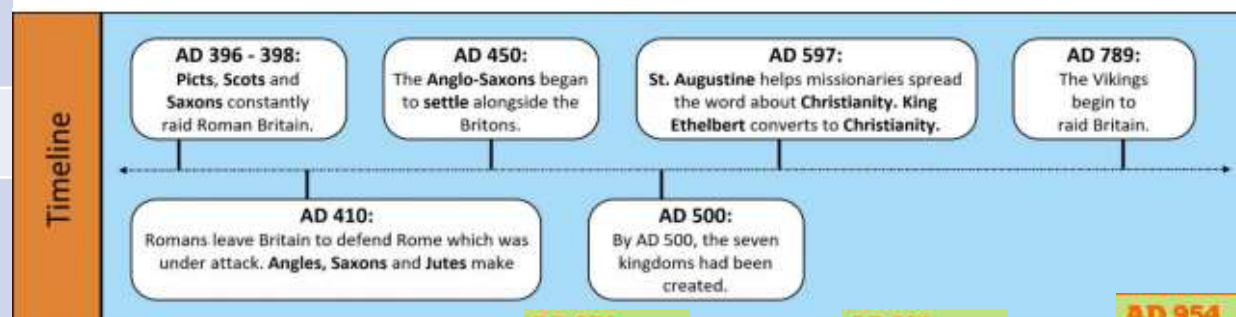 Timeline
AD 396 - 398:
Picts, Scots and
Saxons constantly
raid Roman Britain.
AD 450:
The Anglo-Saxons began
to settle alongside the
Britons.
AD 597:
St. Augustine helps missionaries spread
the word about Christianity. King
Ethelbert converts to Christianity.
AD 789:
The Vikings
begin to
raid Britain.
AD 410:
Romans leave Britain to defend Rome which was
under attack. Angles, Saxons and Jutes make
AD 500:
By AD 500, the seven
kingdoms had been
created.
AD 954